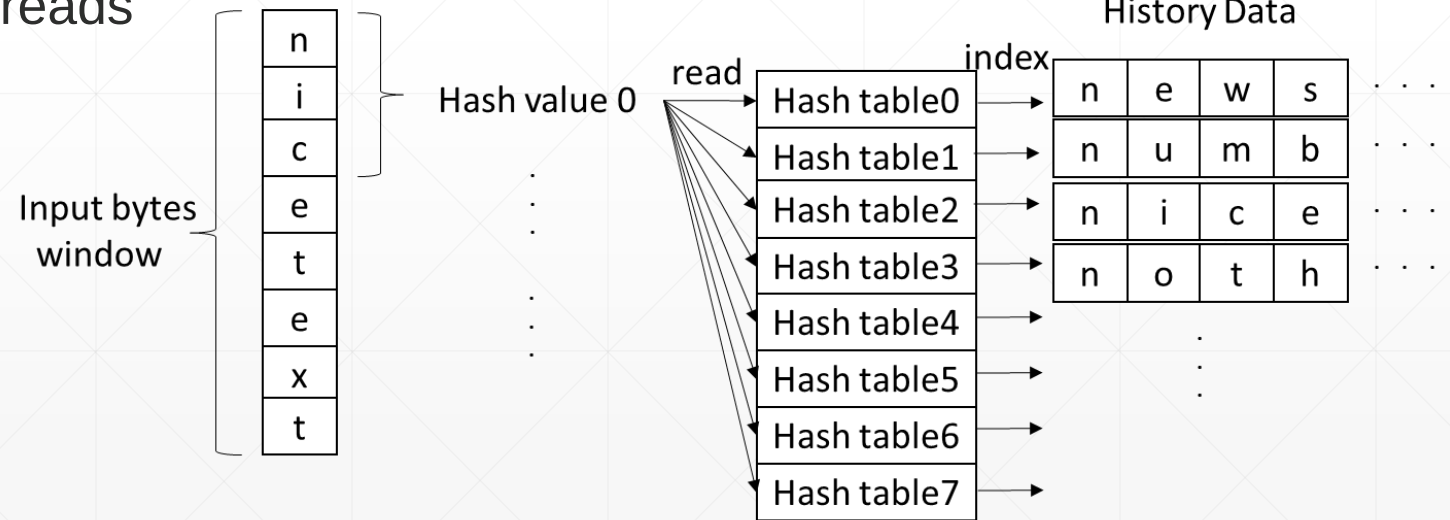 reads
n
i
c
e
t
e
x
t
Input bytes
window
Hash value 0
.
.
.
.
.
.
read
Hash table0
Hash table1
Hash table2
Hash table3
Hash table4
Hash table5
Hash table6
Hash table7
index
History Data
n e w s . . .
n u m b . . .
n i c e . . .
n o t h . . .
.
.
.